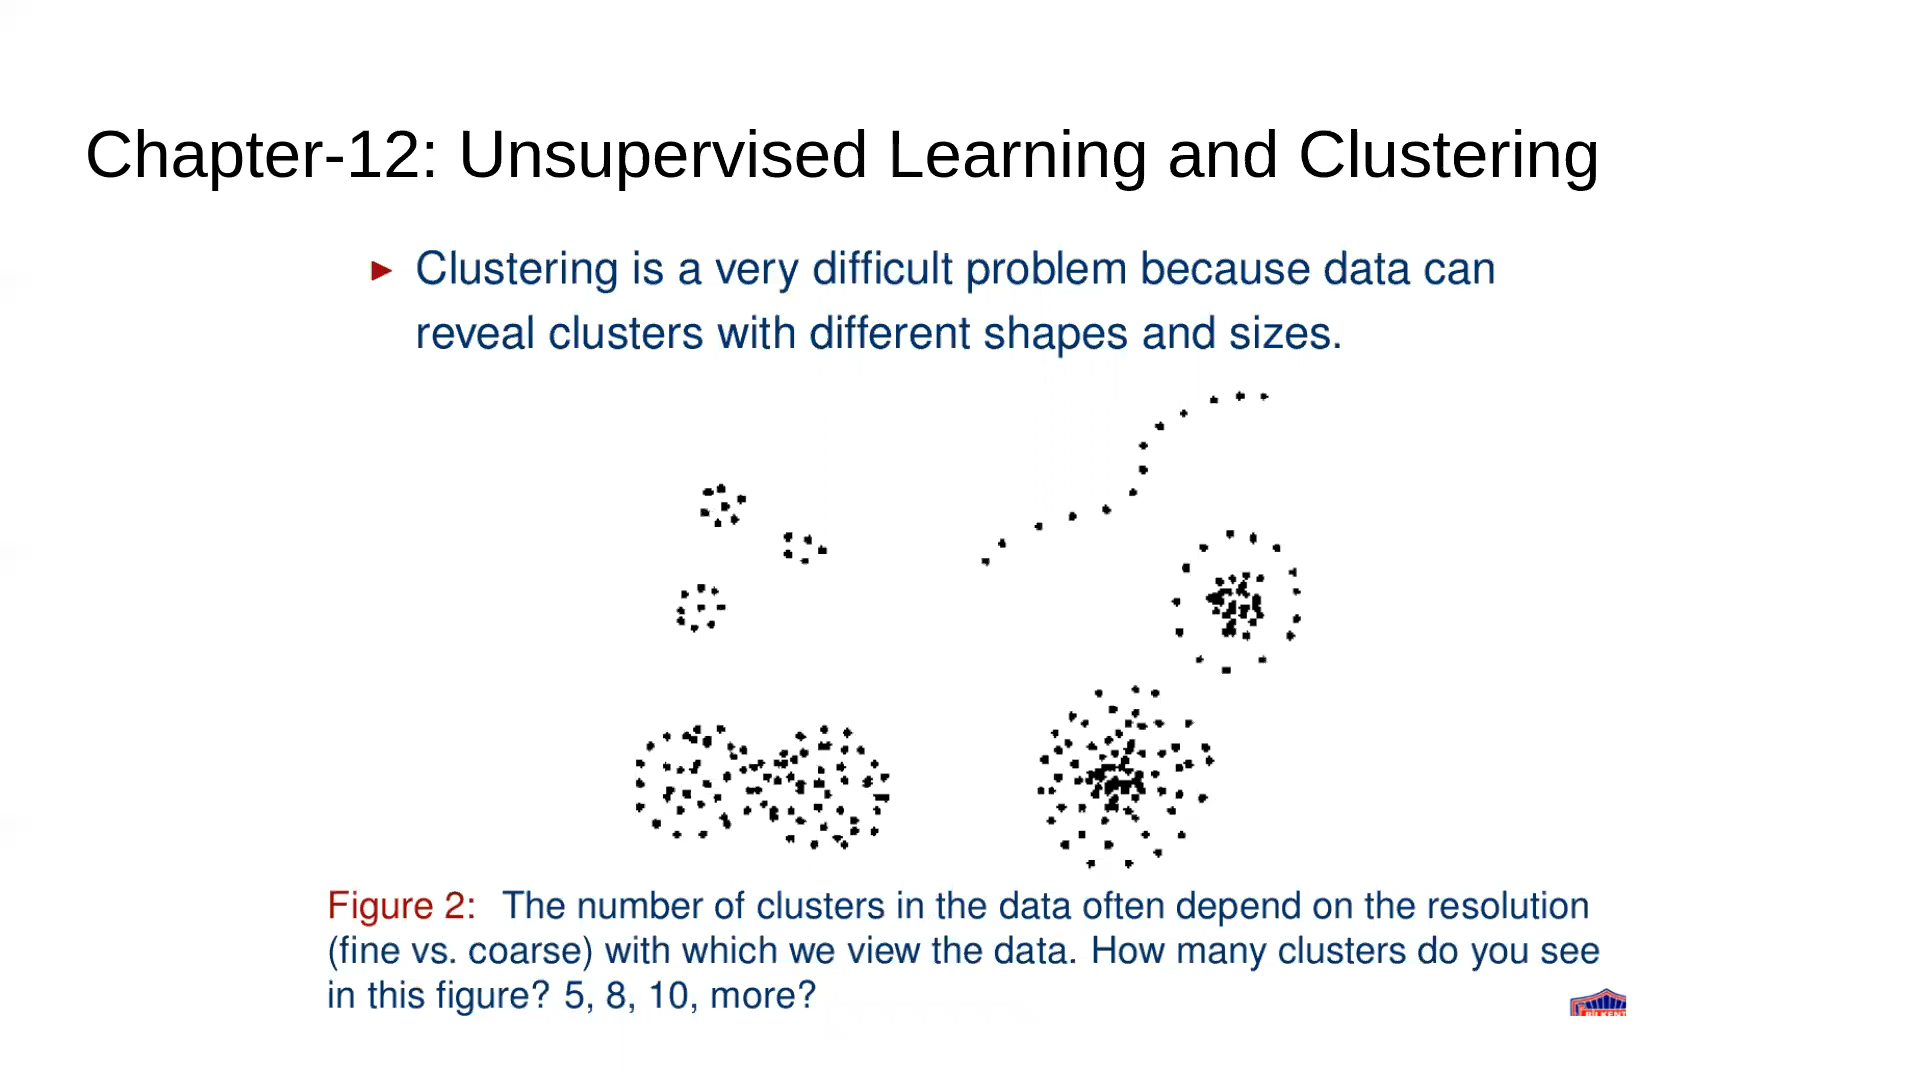 Chapter-12: Unsupervised Learning and Clustering
► Clustering is a very difficult problem because data can
reveal clusters with different shapes and sizes.
Figure 2: The number of clusters in the data often depend on the resolution
(fine vs. coarse) with which we view the data. How many clusters do you see
in this figure? 5, 8, 10, more?